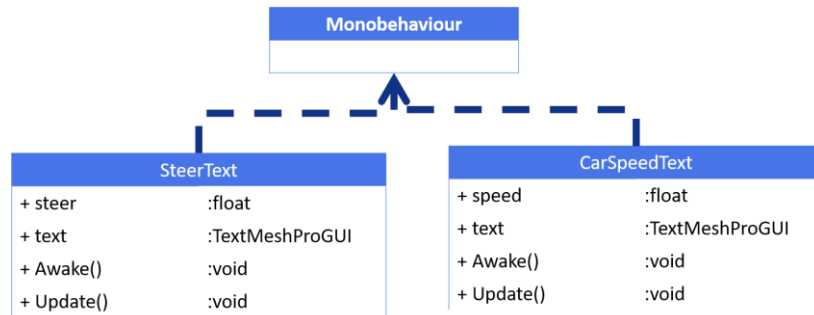 Monobehaviour
SteerText
+ steer :float
+ text :TextMeshProGUI
+ Awake() :void
+ Update() :void
CarSpeedText
+ speed :float
+ text :TextMeshProGUI
+ Awake() :void
+ Update() :void